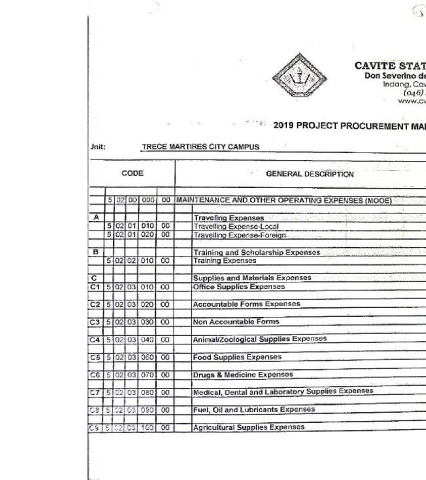 CAVITE STAT
Don Severino de
Indang, Cav
(046)
www.cv
2019 PROJECT PROCUREMENT MA
Unit: TRECE MARTIRES CITY CAMPUS
CODE GENERAL DESCRIPTION
5 02 00 000 00 MAINTENANCE AND OTHER OPERATING EXPENSES (MOOE)
A Traveling Expenses
5 02 01 010 00 Travelling Expense-Local
5 02 01 020 00 Travelling Expense-Foreign
B Training and Scholarship Expenses
5 02 02 010 00 Training Expenses
C Supplies and Materials Expenses
C1 5 02 03 010 00 Office Supplies Expenses
C2 5 02 03 020 00 Accountable Forms Expenses
C3 5 02 03 030 00 Non Accountable Forms
C4 5 02 03 040 00 Animal/Zoological Supplies Expenses
C5 5 02 03 060 00 Food Supplies Expenses
C6 5 02 03 070 00 Drugs & Medicine Expenses
C7 5 02 03 080 00 Medical, Dental and Laboratory Supplies Expenses
C8 5 02 03 090 00 Fuel, Oil and Lubricants Expenses
C9 5 02 03 100 00 Agricultural Supplies Expenses